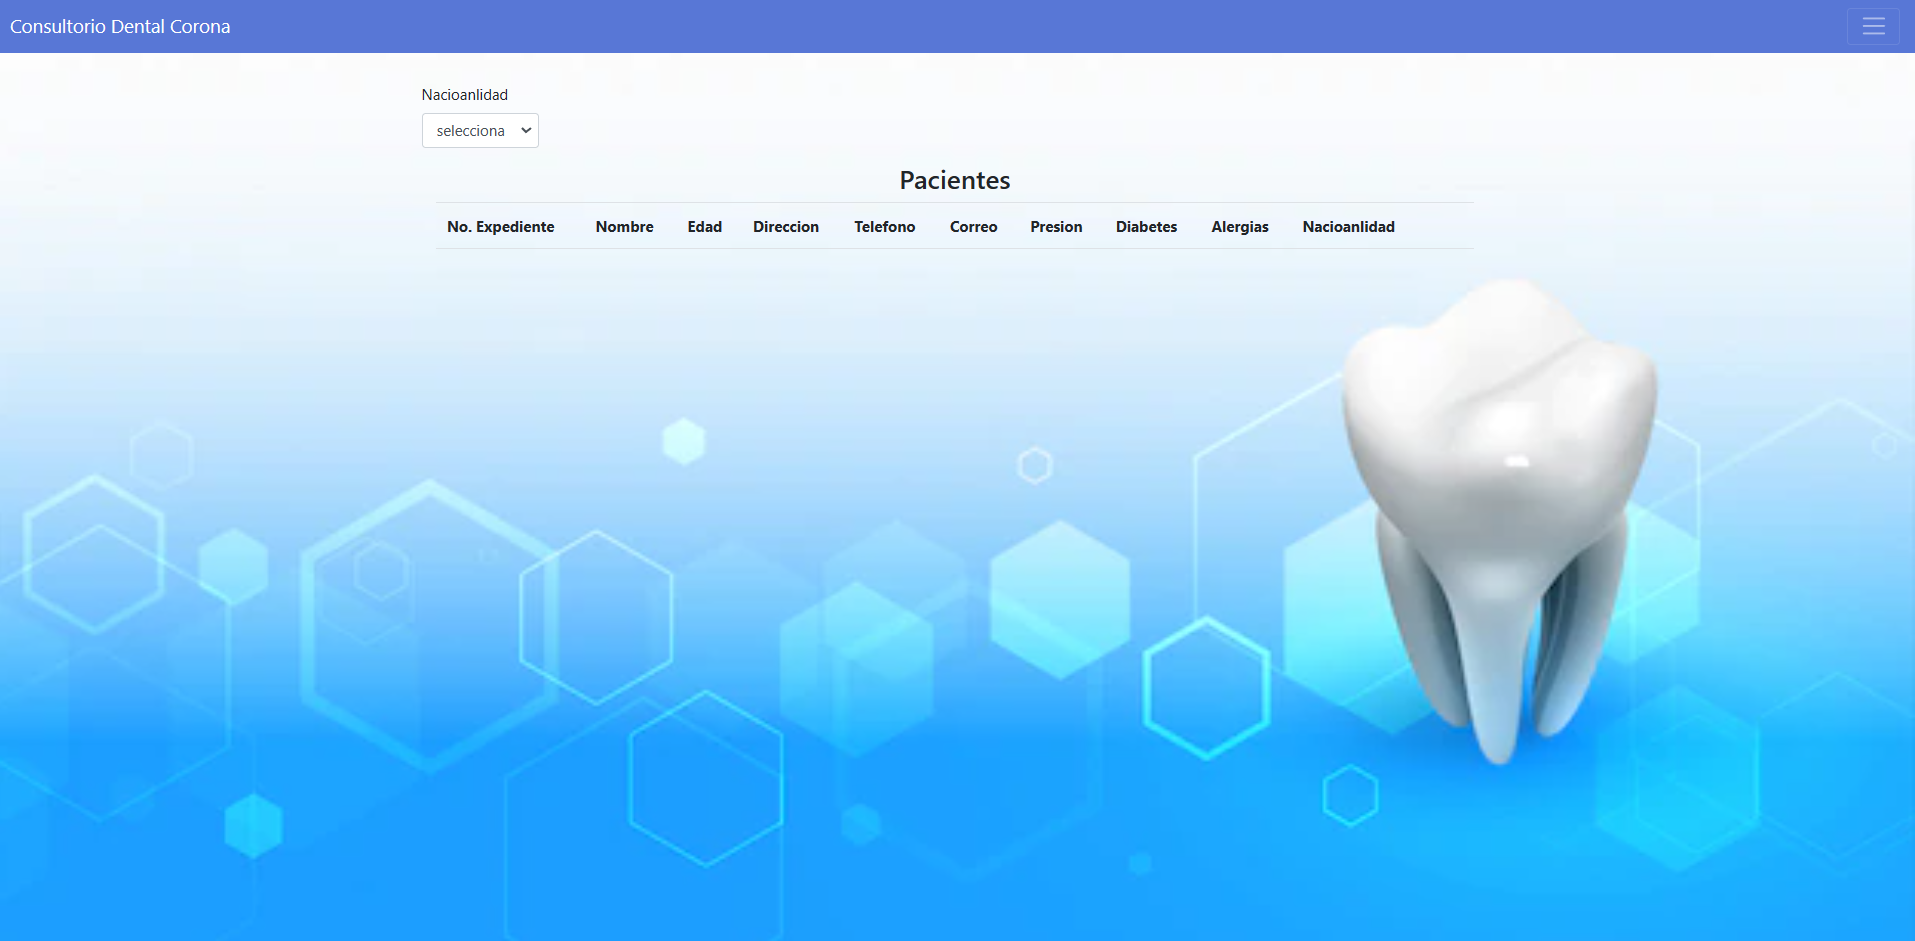 Consultorio Dental Corona
Nacioanlidad
selecciona
Pacientes
No. Expediente Nombre Edad Direccion Telefono Correo Presion Diabetes Alergias Nacioanlidad